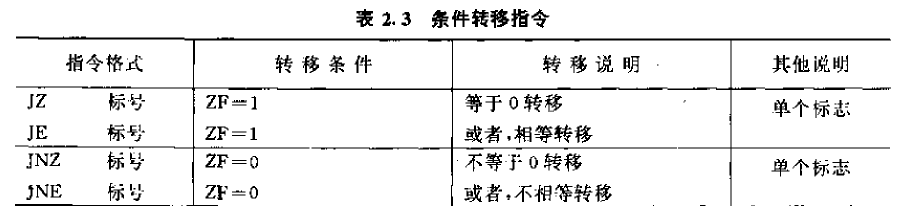 表 2.3 条件转移指令
指令格式 转移条件 转移说明 其他说明
JZ 标号 ZF=1 等于0转移 单个标志
JE 标号 ZF=1 或者,相等转移
JNZ 标号 ZF=0 不等于0转移 单个标志
JNE 标号 ZF=0 或者,不相等转移